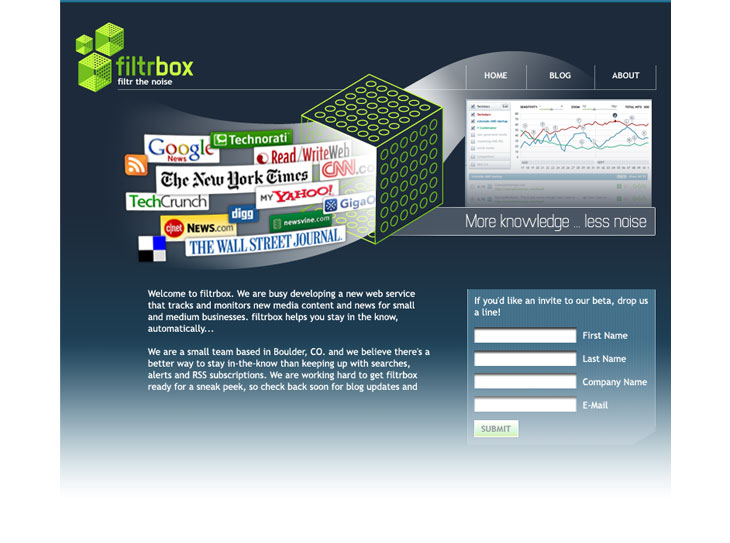 filtrbox
filtr the noise
HOME
BLOG
ABOUT
SENSITIVITY
ZOOM
Google
News
Technorati
Read/WriteWeb
CNN.co
The New York Times
MY YAHOO!
TechCrunch
GigaO
digg
newsvine.com
c|net NEWS.com
THE WALL STREET JOURNAL.
More knowledge ... less noise
Welcome to filtrbox. We are busy developing a new web service
that tracks and monitors new media content and news for small
and medium businesses. filtrbox helps you stay in the know,
automatically...
We are a small team based in Boulder, CO. and we believe there's a
better way to stay in-the-know than keeping up with searches,
alerts and RSS subscriptions. We are working hard to get filtrbox
ready for a sneak peek, so check back soon for blog updates and
If you'd like an invite to our beta, drop us
a line!
First Name
Last Name
Company Name
E-Mail
SUBMIT